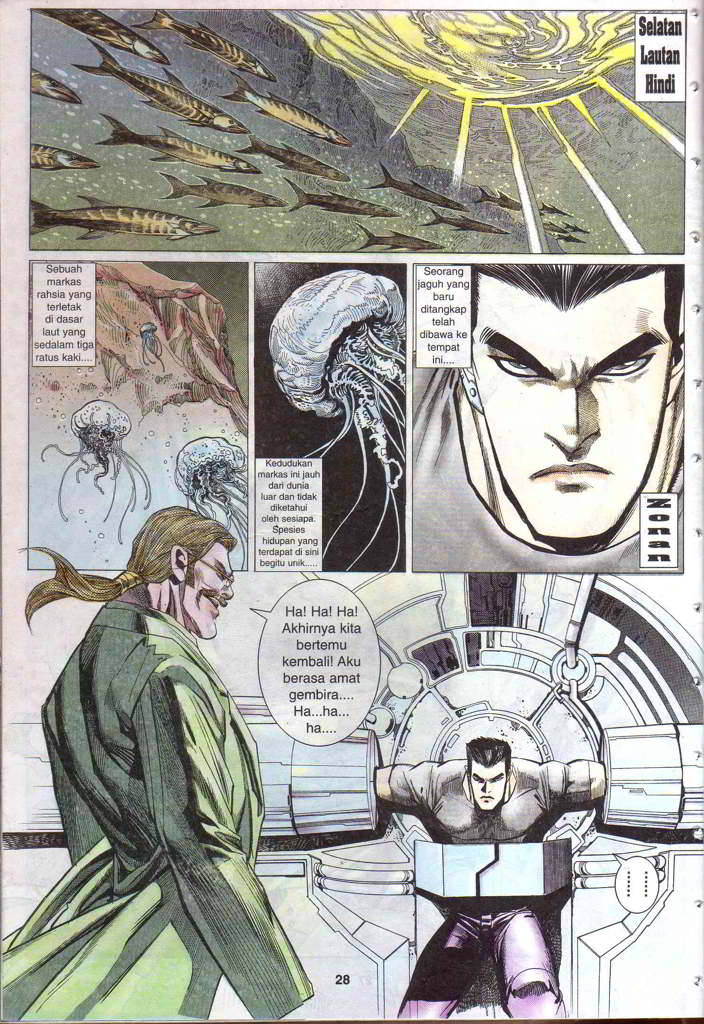 Selatan
Lautan
Hindi
Sebuah
markas
rahsia yang
terletak
di dasar
laut yang
sedalam tiga
ratus kaki....
Kedudukan
markas ini jauh
dari dunia
luar dan tidak
diketahui
oleh sesiapa.
Spesies
hidupan yang
terdapat di sini
begitu unik.....
Seorang
jaguh yang
baru
ditangkap
telah
dibawa ke
tempat
ini....
Zonan
Ha! Ha! Ha!
Akhirnya kita
bertemu
kembali! Aku
berasa amat
gembira....
Ha...ha...
ha....
......
28